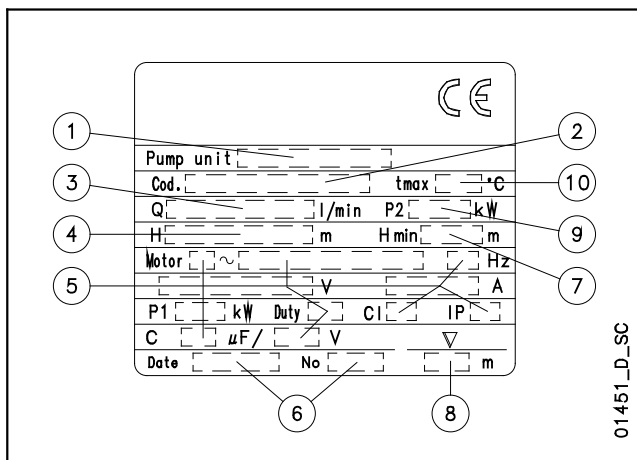 CE
1
2
Pump unit
Cod. tmax °C
3
10
Q l/min P2 kW
4
9
H m H min m
Motor ~ Hz
5
7
V A
P1 kW Duty Cl IP
C µF/ V ▽
Date No m
6
8
01451_D_SC